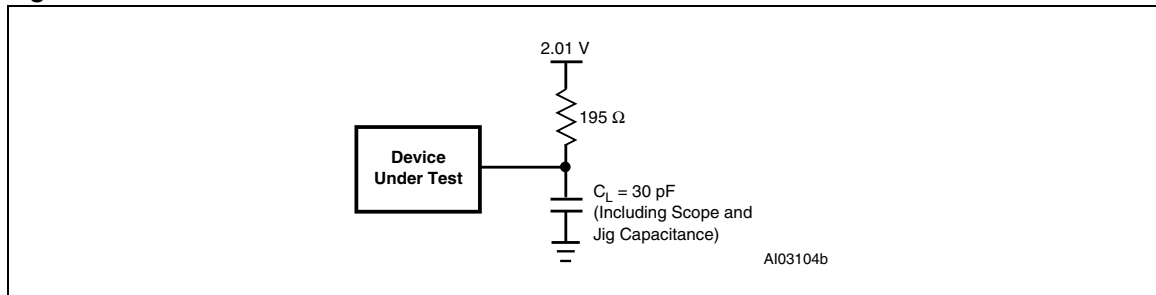 2.01 V
195 Ω
Device
Under Test
C_L = 30 pF
(Including Scope and
Jig Capacitance)
AI03104b